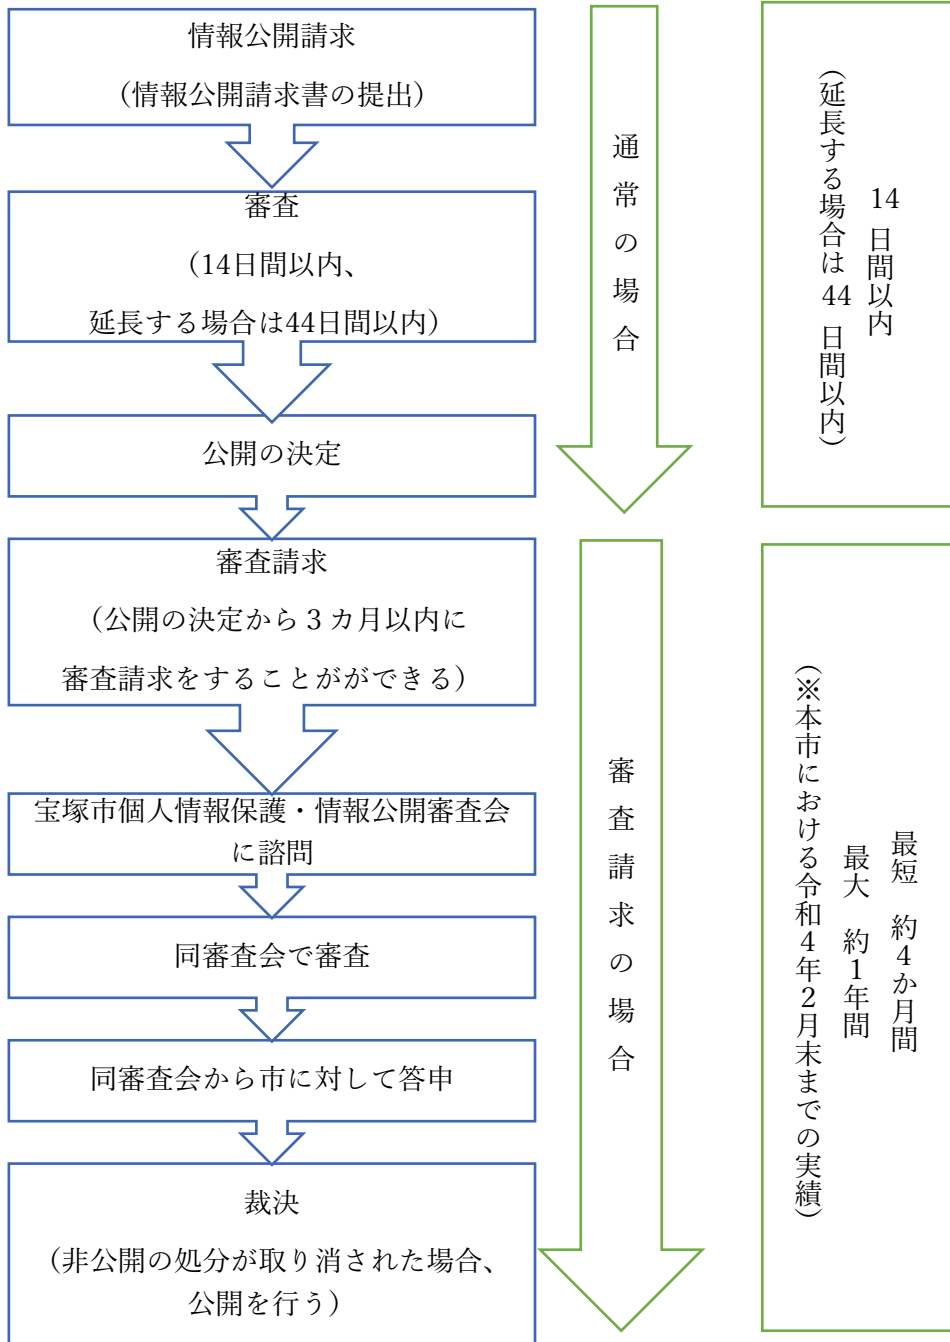 情報公開請求
（情報公開請求書の提出）
審査
（14日間以内、
延長する場合は44日間以内）
公開の決定
審査請求
（公開の決定から３カ月以内に
審査請求をすることがができる）
宝塚市個人情報保護・情報公開審査会
に諮問
同審査会で審査
同審査会から市に対して答申
裁決
（非公開の処分が取り消された場合、
公開を行う）
通常の場合
審査請求の場合
14日間以内
（延長する場合は44日間以内）
最短　約４か月間
最大　約１年間
（※本市における令和４年２月末までの実績）